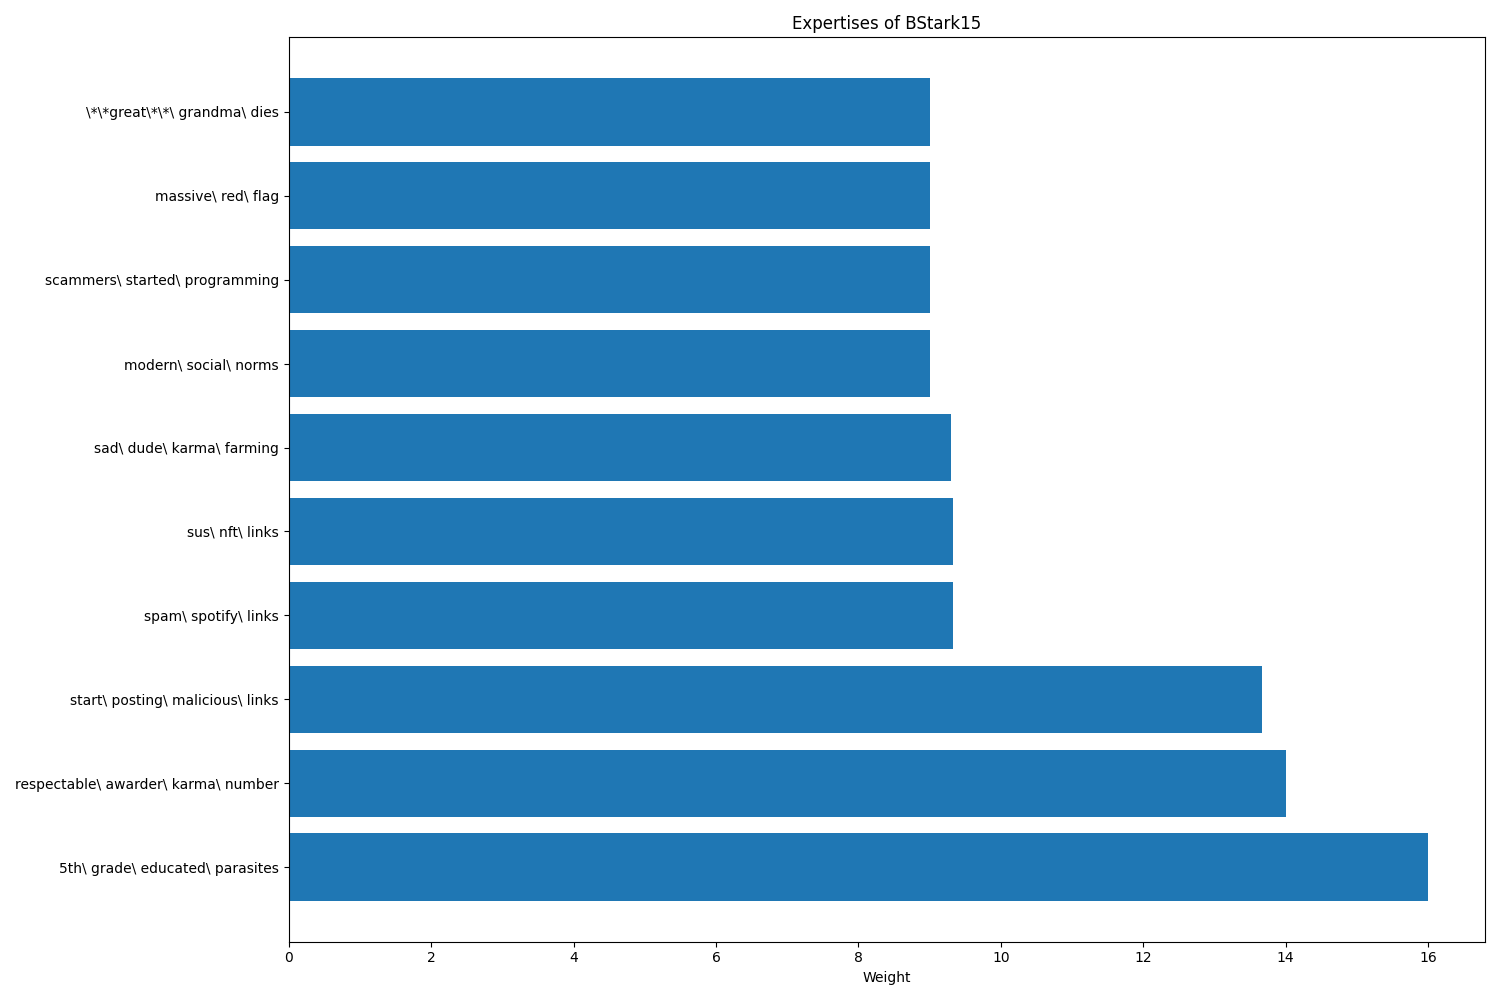 Expertises of BStark15
\*\*great\*\*\ grandma\ dies
massive\ red\ flag
scammers\ started\ programming
modern\ social\ norms
sad\ dude\ karma\ farming
sus\ nft\ links
spam\ spotify\ links
start\ posting\ malicious\ links
respectable\ awarder\ karma\ number
5th\ grade\ educated\ parasites
0 2 4 6 8 10 12 14 16
Weight